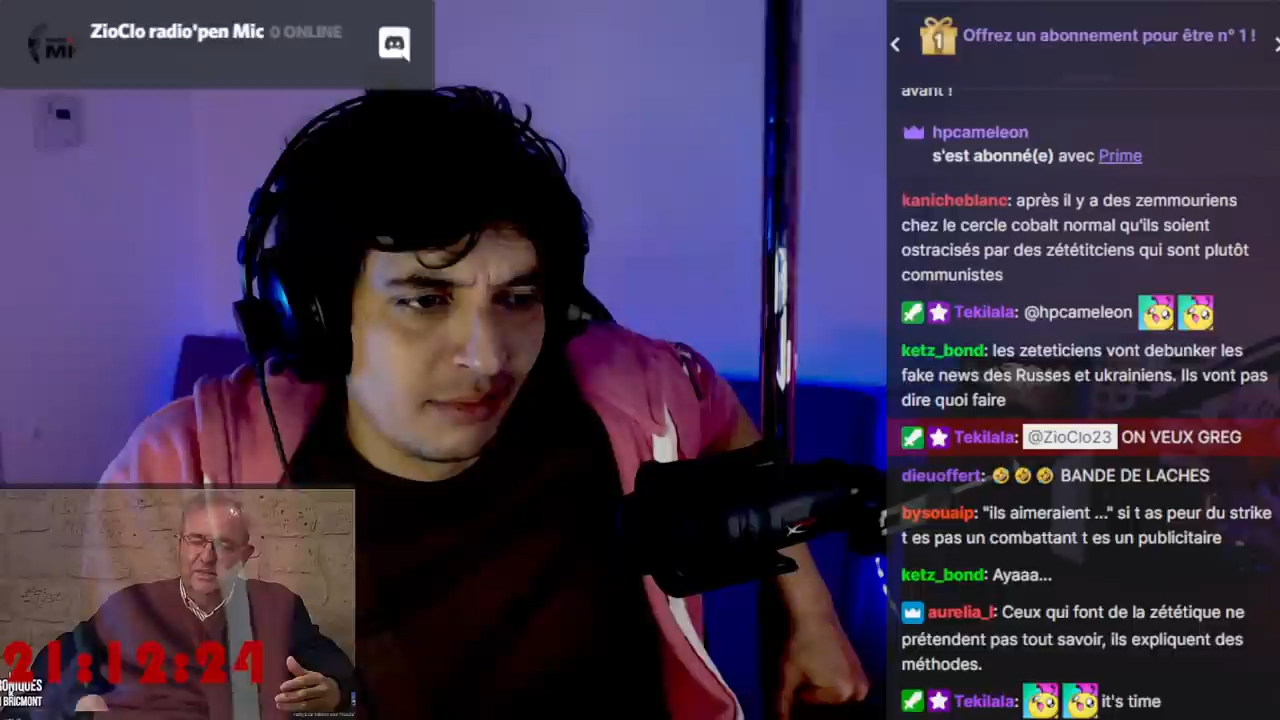 ZioClo radio'pen Mic 0 ONLINE
MI
Offrez un abonnement pour être n° 1 !
1
avant !
hpcameleon
s'est abonné(e) avec Prime
kanicheblanc: après il y a des zemmouriens
chez le cercle cobalt normal qu'ils soient
ostracisés par des zététitciens qui sont plutôt
communistes
Tekilala: @hpcameleon
ketz_bond: les zeteticiens vont debunker les
fake news des Russes et ukrainiens. Ils vont pas
dire quoi faire
Tekilala: @ZioClo23 ON VEUX GREG
dieuoffert: 🤣 🤣 🤣 BANDE DE LACHES
bysouaip: "ils aimeraient ..." si t as peur du strike
t es pas un combattant t es un publicitaire
ketz_bond: Ayaaa...
aurelia_l: Ceux qui font de la zététique ne
prétendent pas tout savoir, ils expliquent des
méthodes.
Tekilala: it's time
21:12:24
BRICMONT